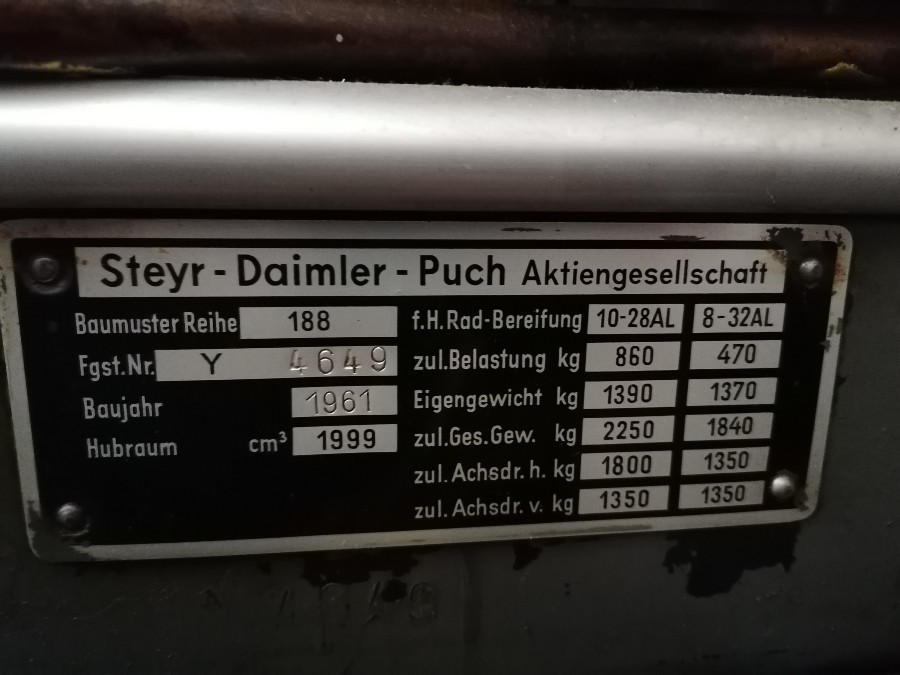 Steyr - Daimler - Puch Aktiengesellschaft
Baumuster Reihe 188
Fgst.Nr. Y 4649
Baujahr 1961
Hubraum cm³ 1999
f.H.Rad-Bereifung 10-28AL 8-32AL
zul.Belastung kg 860 470
Eigengewicht kg 1390 1370
zul.Ges.Gew. kg 2250 1840
zul.Achsdr.h. kg 1800 1350
zul.Achsdr.v. kg 1350 1350